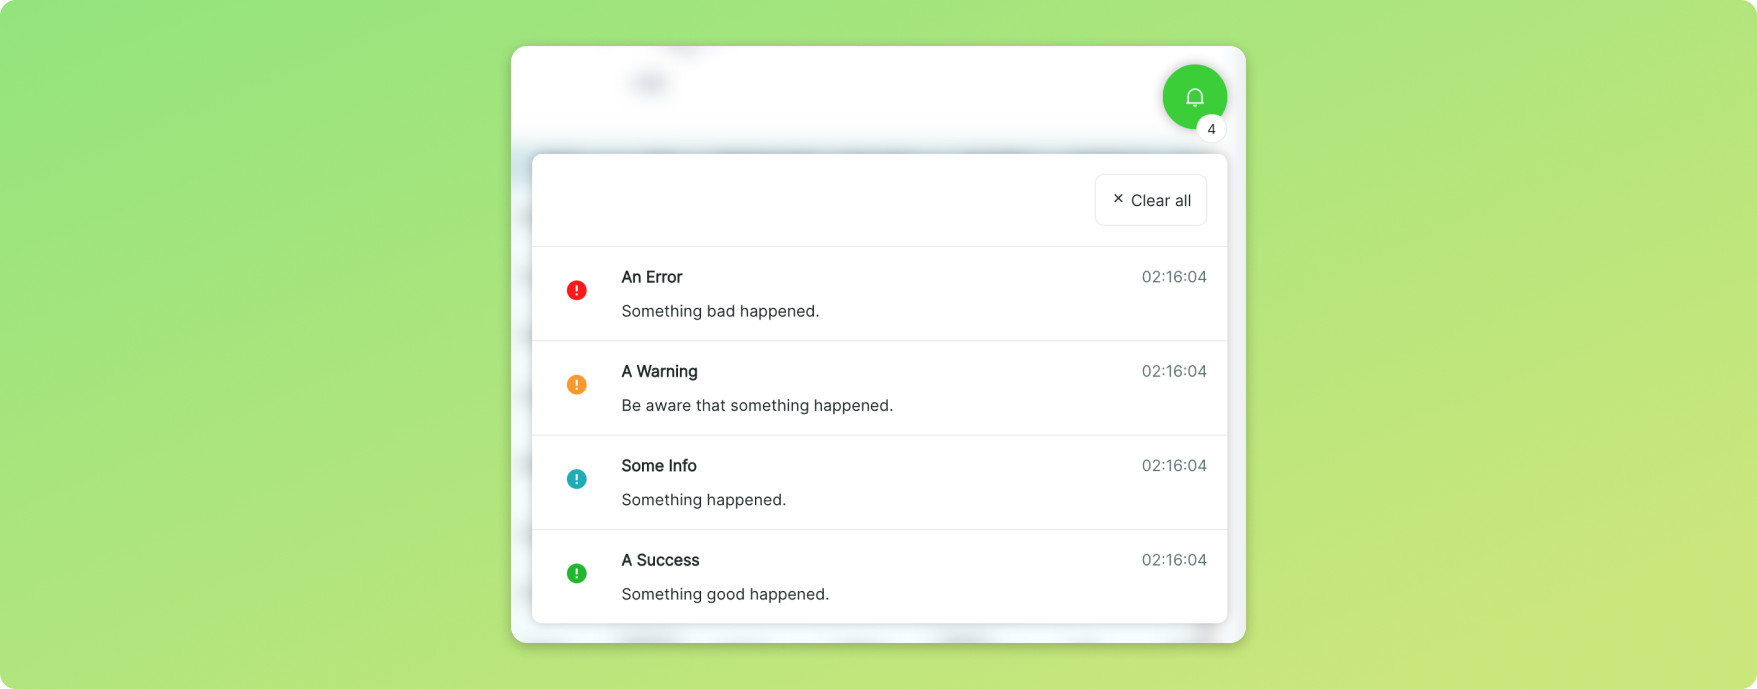 4
✕ Clear all
An Error 02:16:04
Something bad happened.
A Warning 02:16:04
Be aware that something happened.
Some Info 02:16:04
Something happened.
A Success 02:16:04
Something good happened.